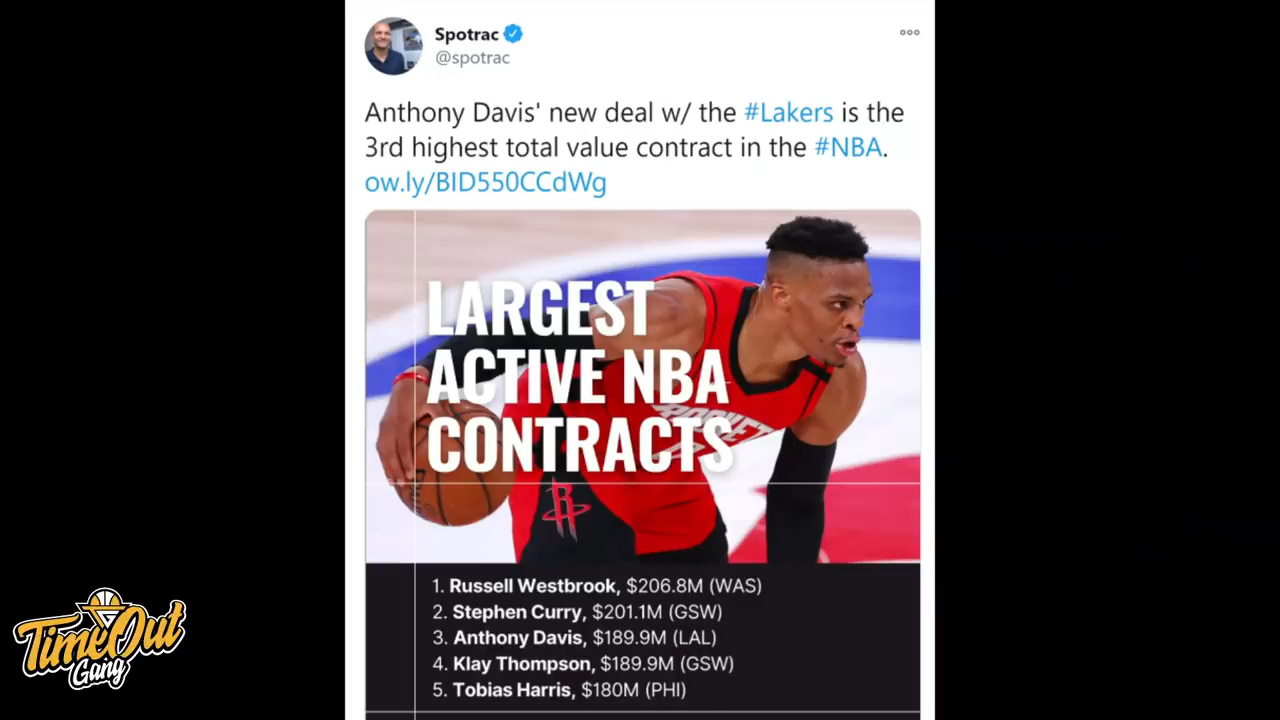 Spotrac
@spotrac
Anthony Davis' new deal w/ the #Lakers is the
3rd highest total value contract in the #NBA.
ow.ly/BID550CCdWg
LARGEST
ACTIVE NBA
CONTRACTS
1. Russell Westbrook, $206.8M (WAS)
2. Stephen Curry, $201.1M (GSW)
3. Anthony Davis, $189.9M (LAL)
4. Klay Thompson, $189.9M (GSW)
5. Tobias Harris, $180M (PHI)
TimeOut
Gang